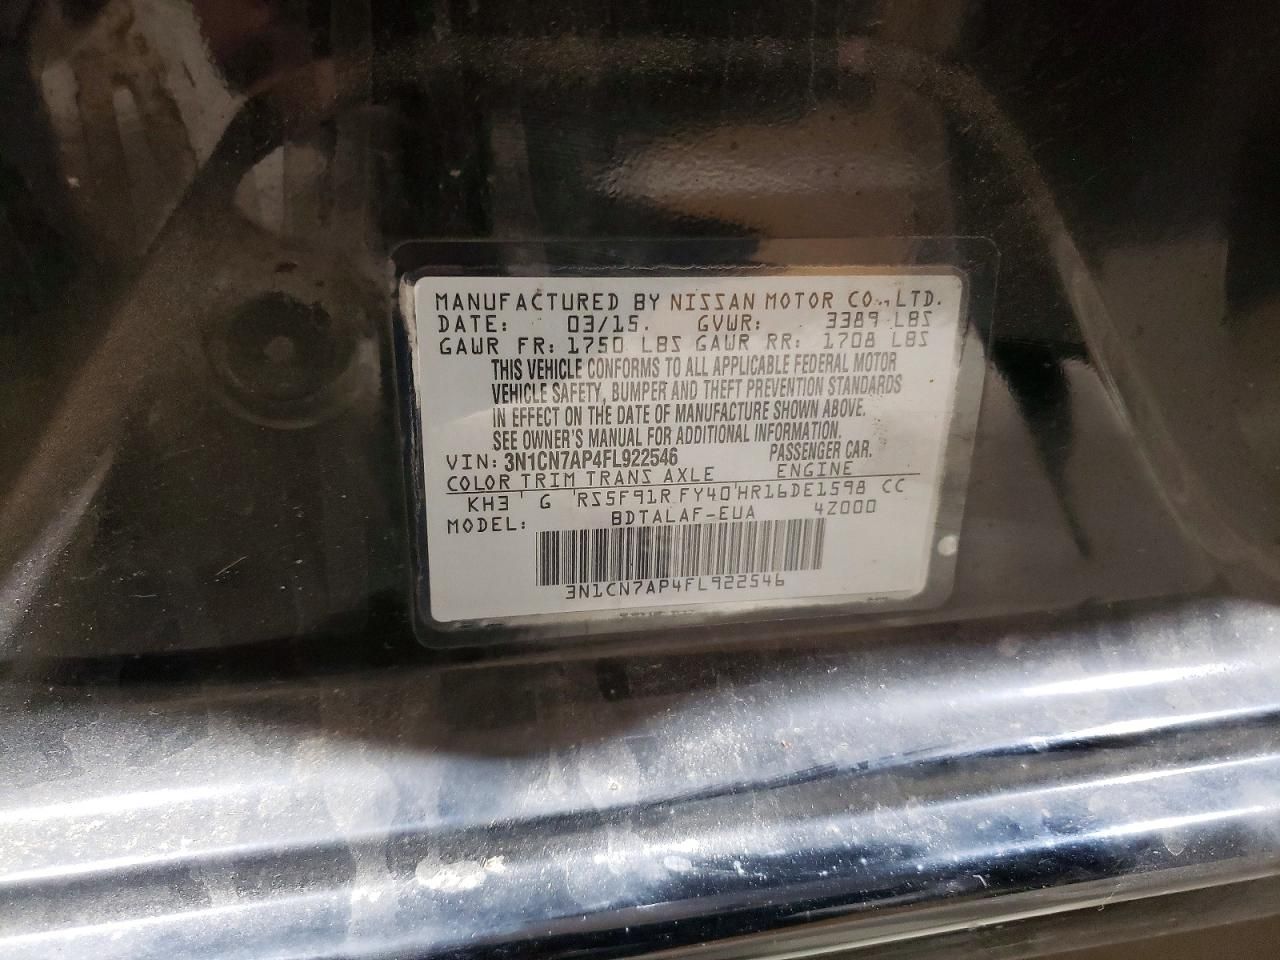 MANUFACTURED BY NISSAN MOTOR CO., LTD.
DATE: 03/15. GVWR: 3389 LBS
GAWR FR: 1750 LBS GAWR RR: 1708 LBS
THIS VEHICLE CONFORMS TO ALL APPLICABLE FEDERAL MOTOR
VEHICLE SAFETY, BUMPER AND THEFT PREVENTION STANDARDS
IN EFFECT ON THE DATE OF MANUFACTURE SHOWN ABOVE.
SEE OWNER'S MANUAL FOR ADDITIONAL INFORMATION.
VIN: 3N1CN7AP4FL922546 PASSENGER CAR.
COLOR TRIM TRANS AXLE ENGINE
KH3 G RS5F91R FY40 HR16DE1598 CC
MODEL: BDTALAF-EUA 4Z000
3N1CN7AP4FL922546